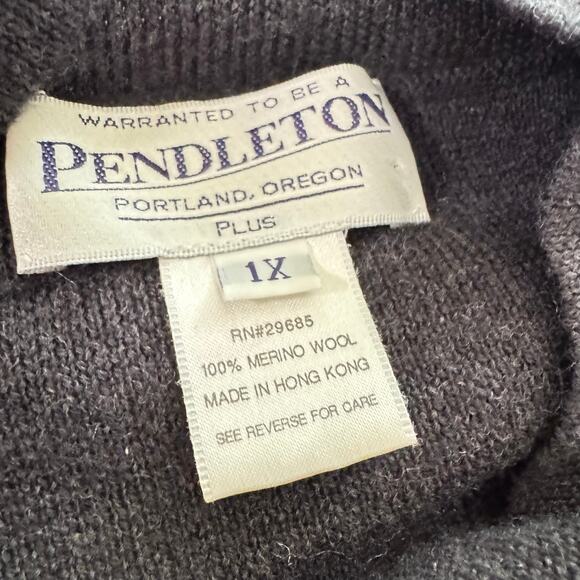 WARRANTED TO BE A
PENDLETON
PORTLAND, OREGON
PLUS
1X
RN#29685
100% MERINO WOOL
MADE IN HONG KONG
SEE REVERSE FOR CARE